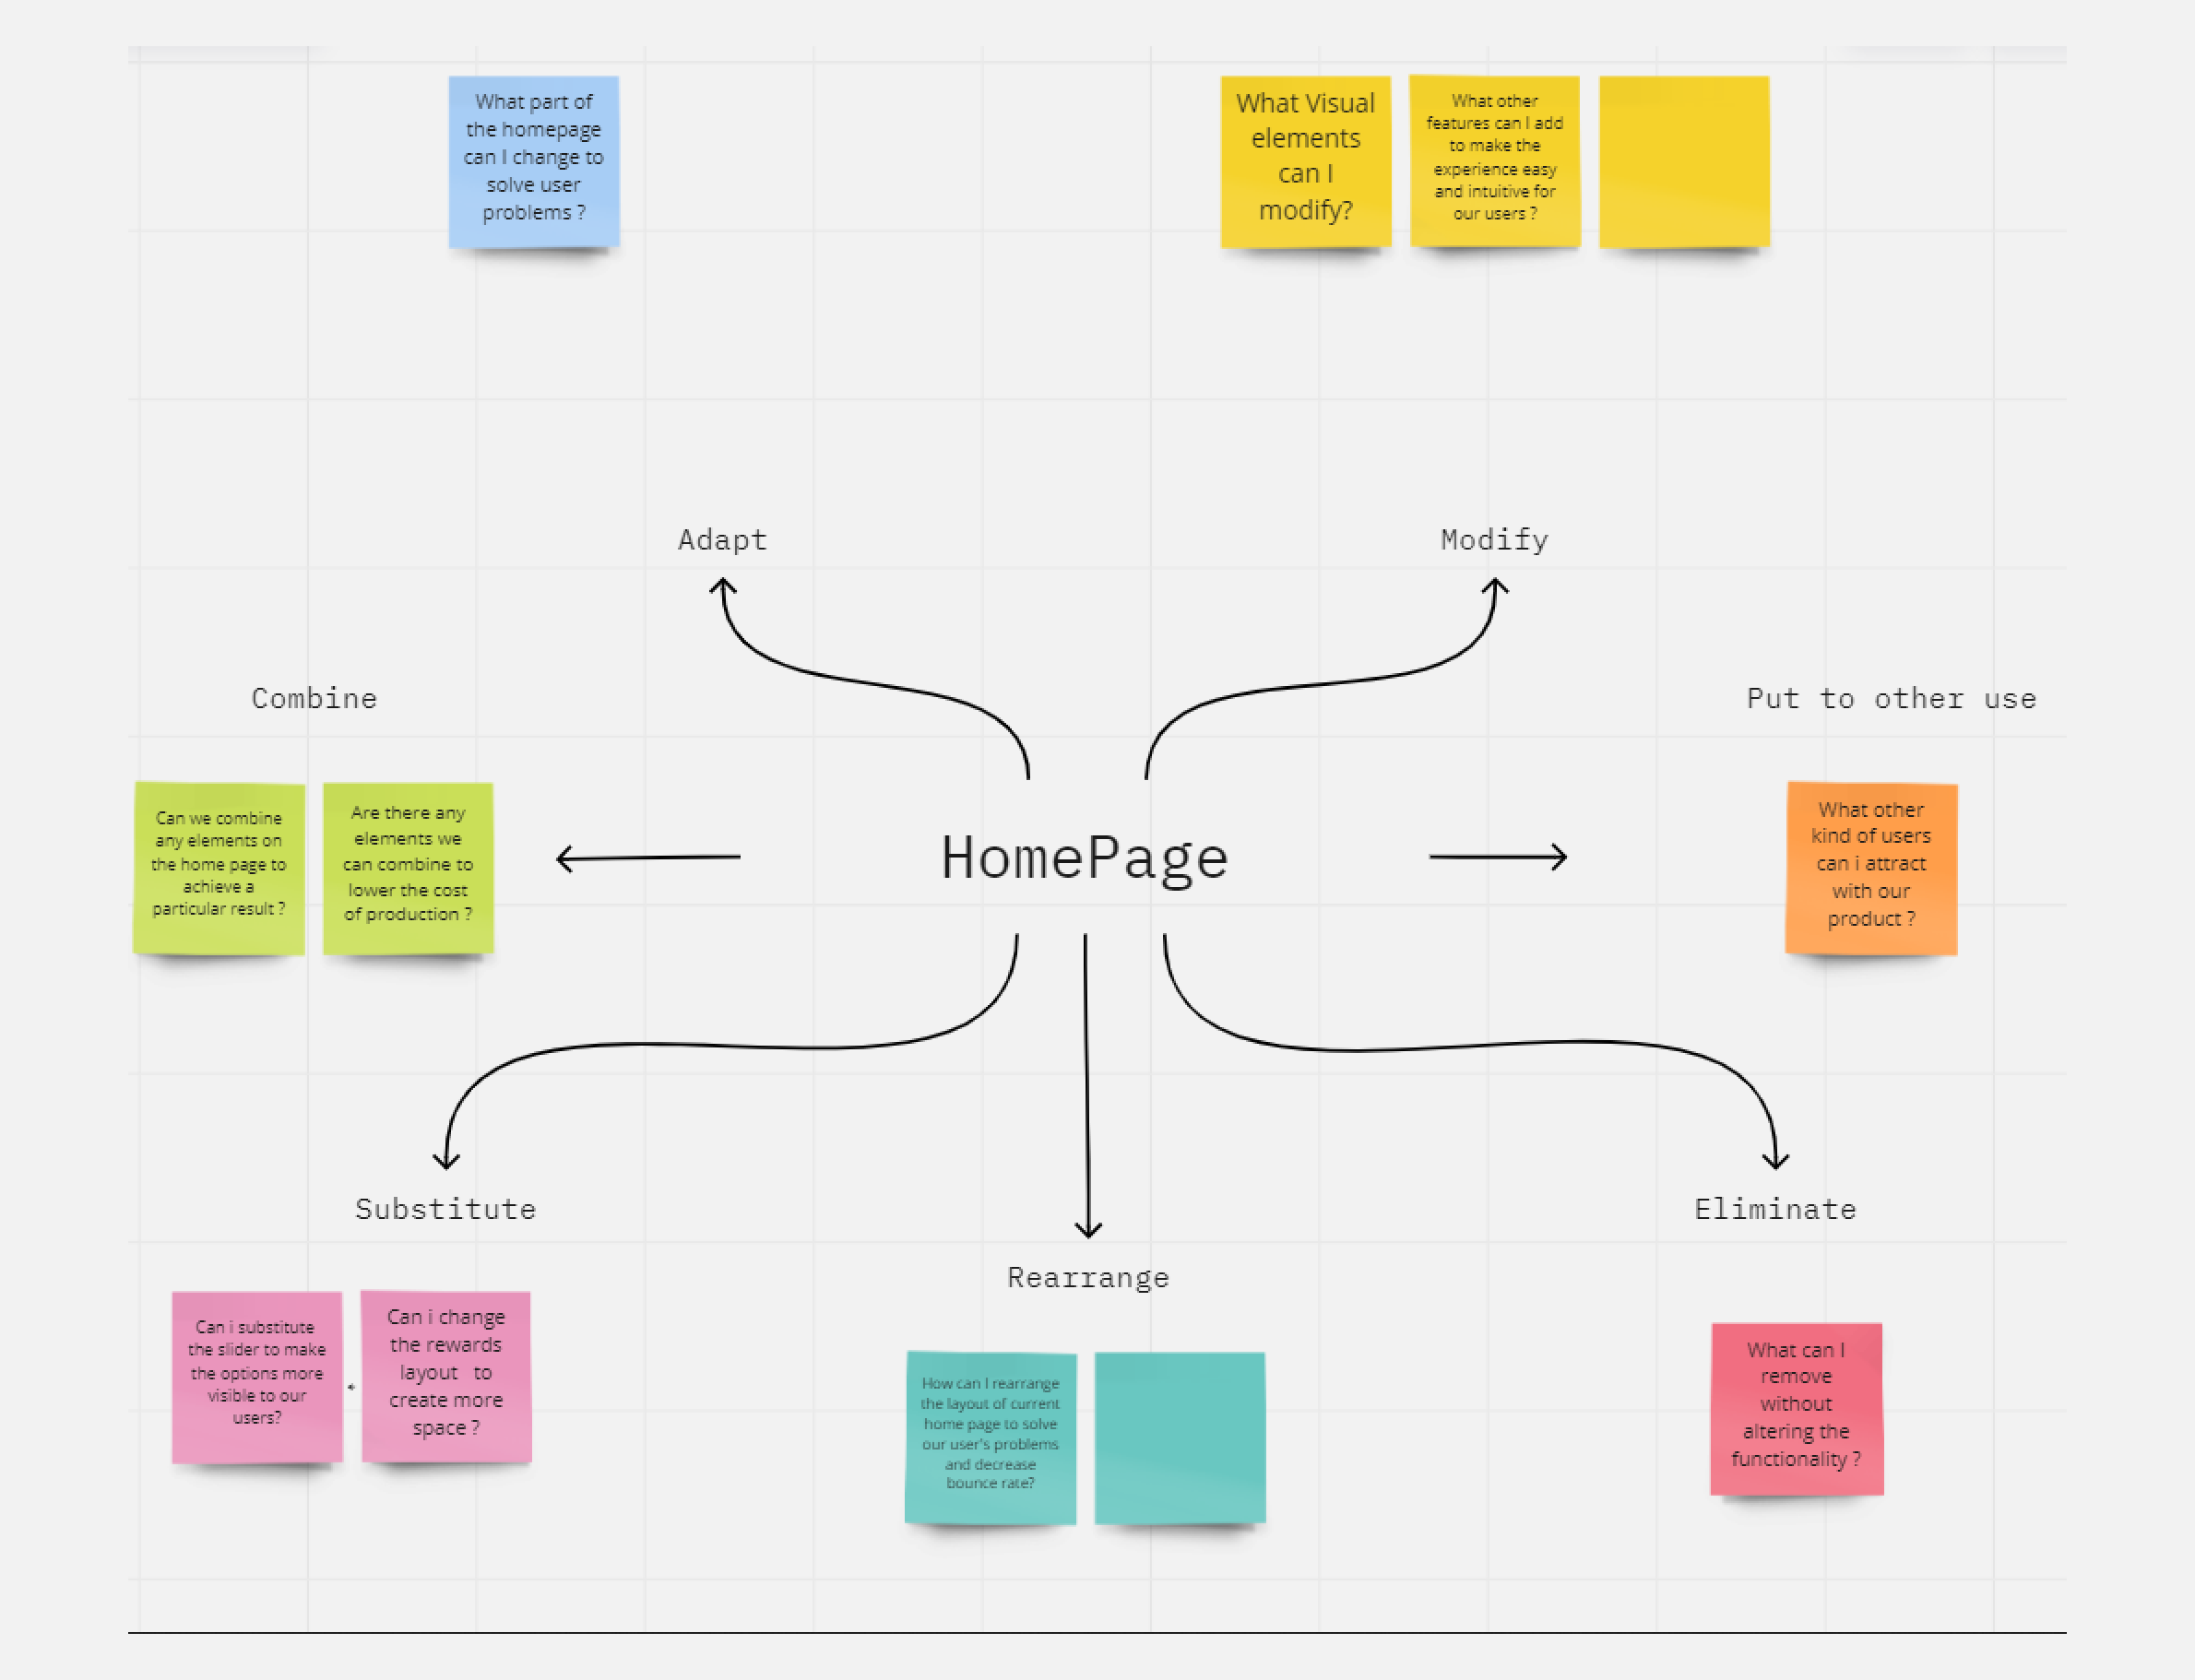 What part of
the homepage
can I change to
solve user
problems ?
What Visual
elements
can I
modify?
What other
features can I add
to make the
experience easy
and intuitive for
our users ?
Adapt
Modify
Combine
Put to other use
Can we combine
any elements on
the home page to
achieve a
particular result ?
Are there any
elements we
can combine to
lower the cost
of production ?
HomePage
What other
kind of users
can i attract
with our
product ?
Substitute
Eliminate
Rearrange
Can i substitute
the slider to make
the options more
visible to our
users?
Can i change
the rewards
layout to
create more
space ?
How can I rearrange
the layout of current
home page to solve
our user's problems
and decrease
bounce rate?
What can I
remove
without
altering the
functionality ?